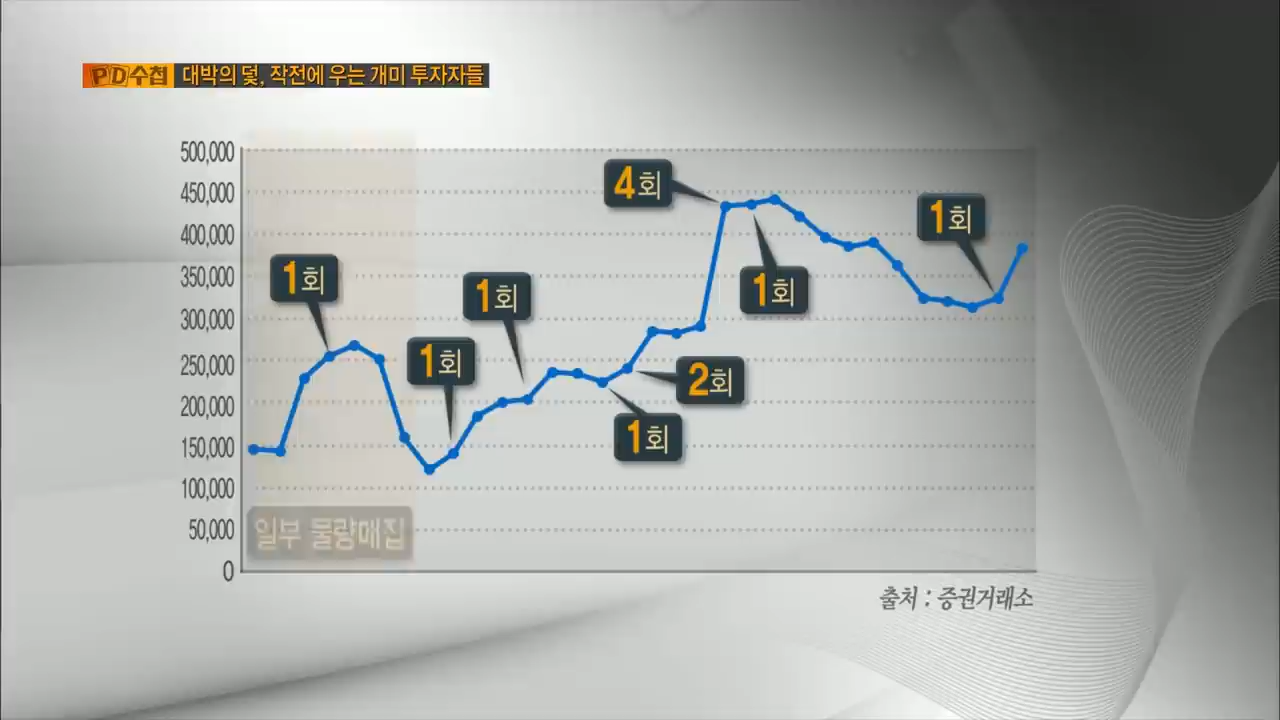 PD수첩 대박의 덫, 작전에 우는 개미 투자자들
500,000
450,000
400,000
350,000
300,000
250,000
200,000
150,000
100,000
50,000
0
1회
1회
1회
4회
1회
2회
1회
1회
일부 물량매집
출처 : 증권거래소